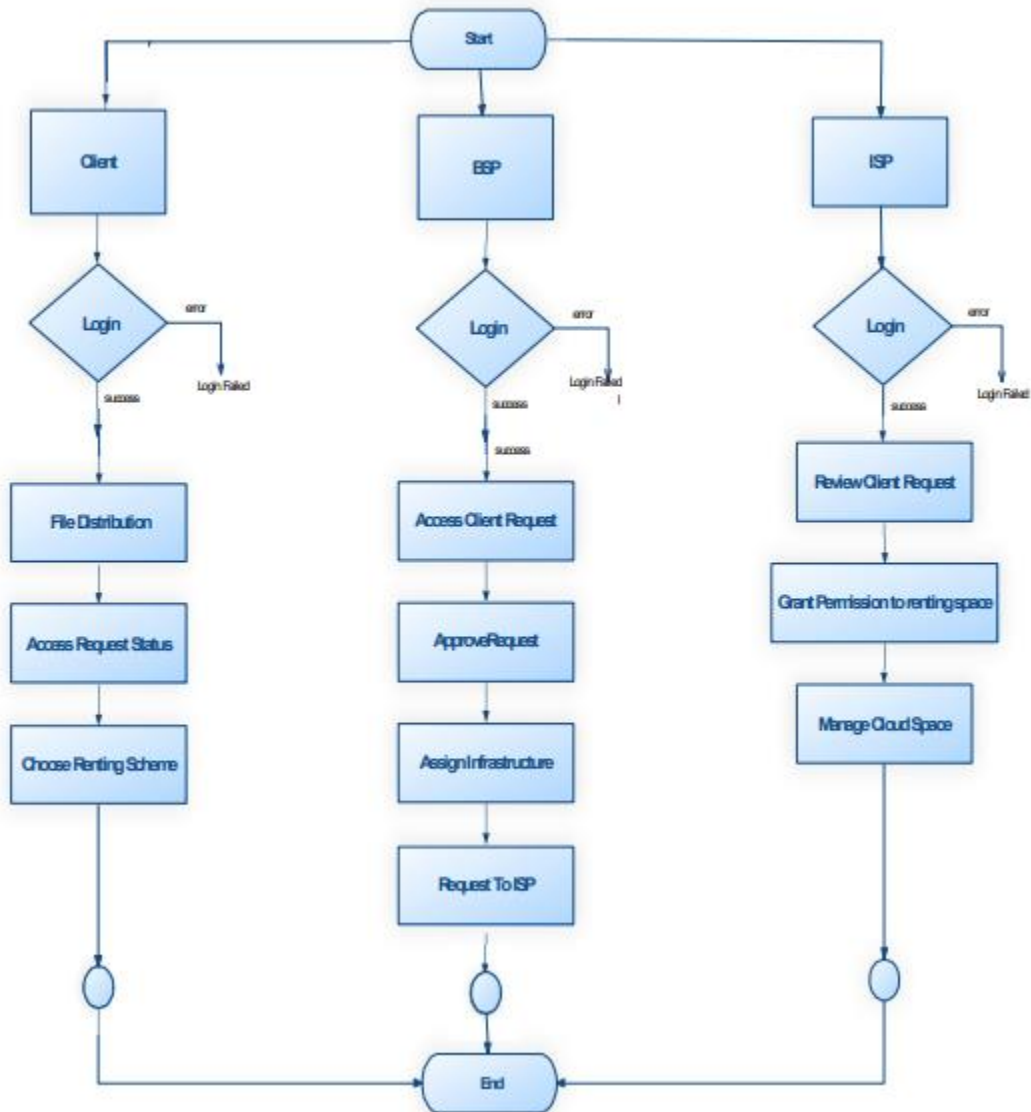 Start
Client
BSP
ISP
Login
error
Login Failed
success
Login
error
Login Failed
success
success
Login
error
Login Failed
success
File Distribution
Access Request Status
Choose Renting Scheme
Access Client Request
ApproveRequest
Assign Infrastructure
Request To ISP
Review Client Request
Grant Permission to renting space
Manage Cloud Space
End